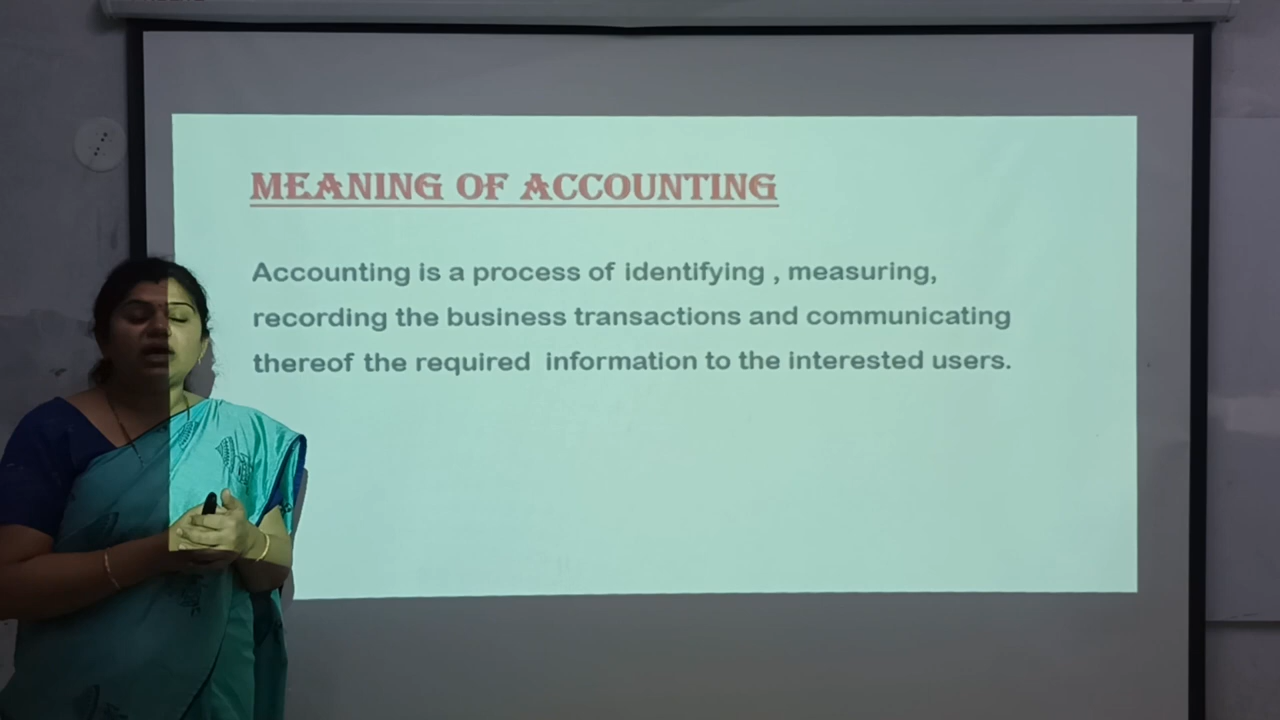 MEANING OF ACCOUNTING
Accounting is a process of identifying , measuring,
recording the business transactions and communicating
thereof the required information to the interested users.